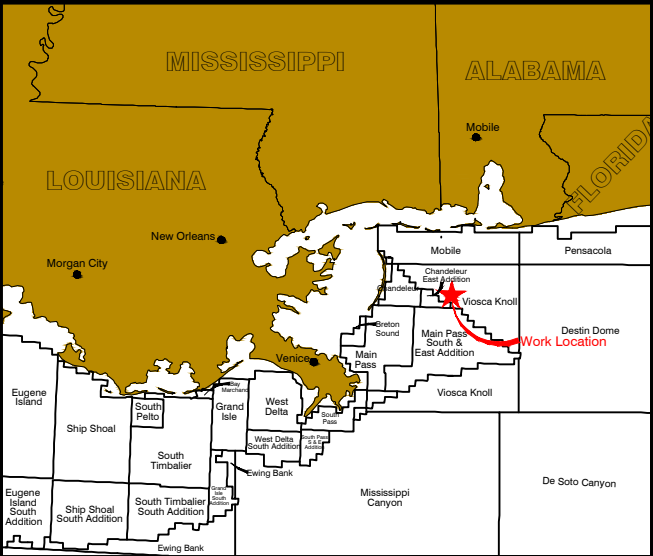 MISSISSIPPI
ALABAMA
Mobile
FLORIDA
LOUISIANA
New Orleans
Morgan City
Mobile
Pensacola
Chandeleur
East Addition
Chandeleur
Viosca Knoll
Breton
Sound
Destin Dome
Work Location
Main Pass
South &
East Addition
Main
Pass
Venice
Viosca Knoll
Bay
Marchand
Eugene
Island
South
Pelto
Grand
Isle
West
Delta
South
Pass
Ship Shoal
West Delta
South Addition
South Pass
S & E
Addition
South
Timbalier
Ewing Bank
De Soto Canyon
Mississippi
Canyon
Eugene
Island
South
Addition
Ship Shoal
South Addition
South Timbalier
South Addition
Grand
Isle
South
Addition
Ewing Bank